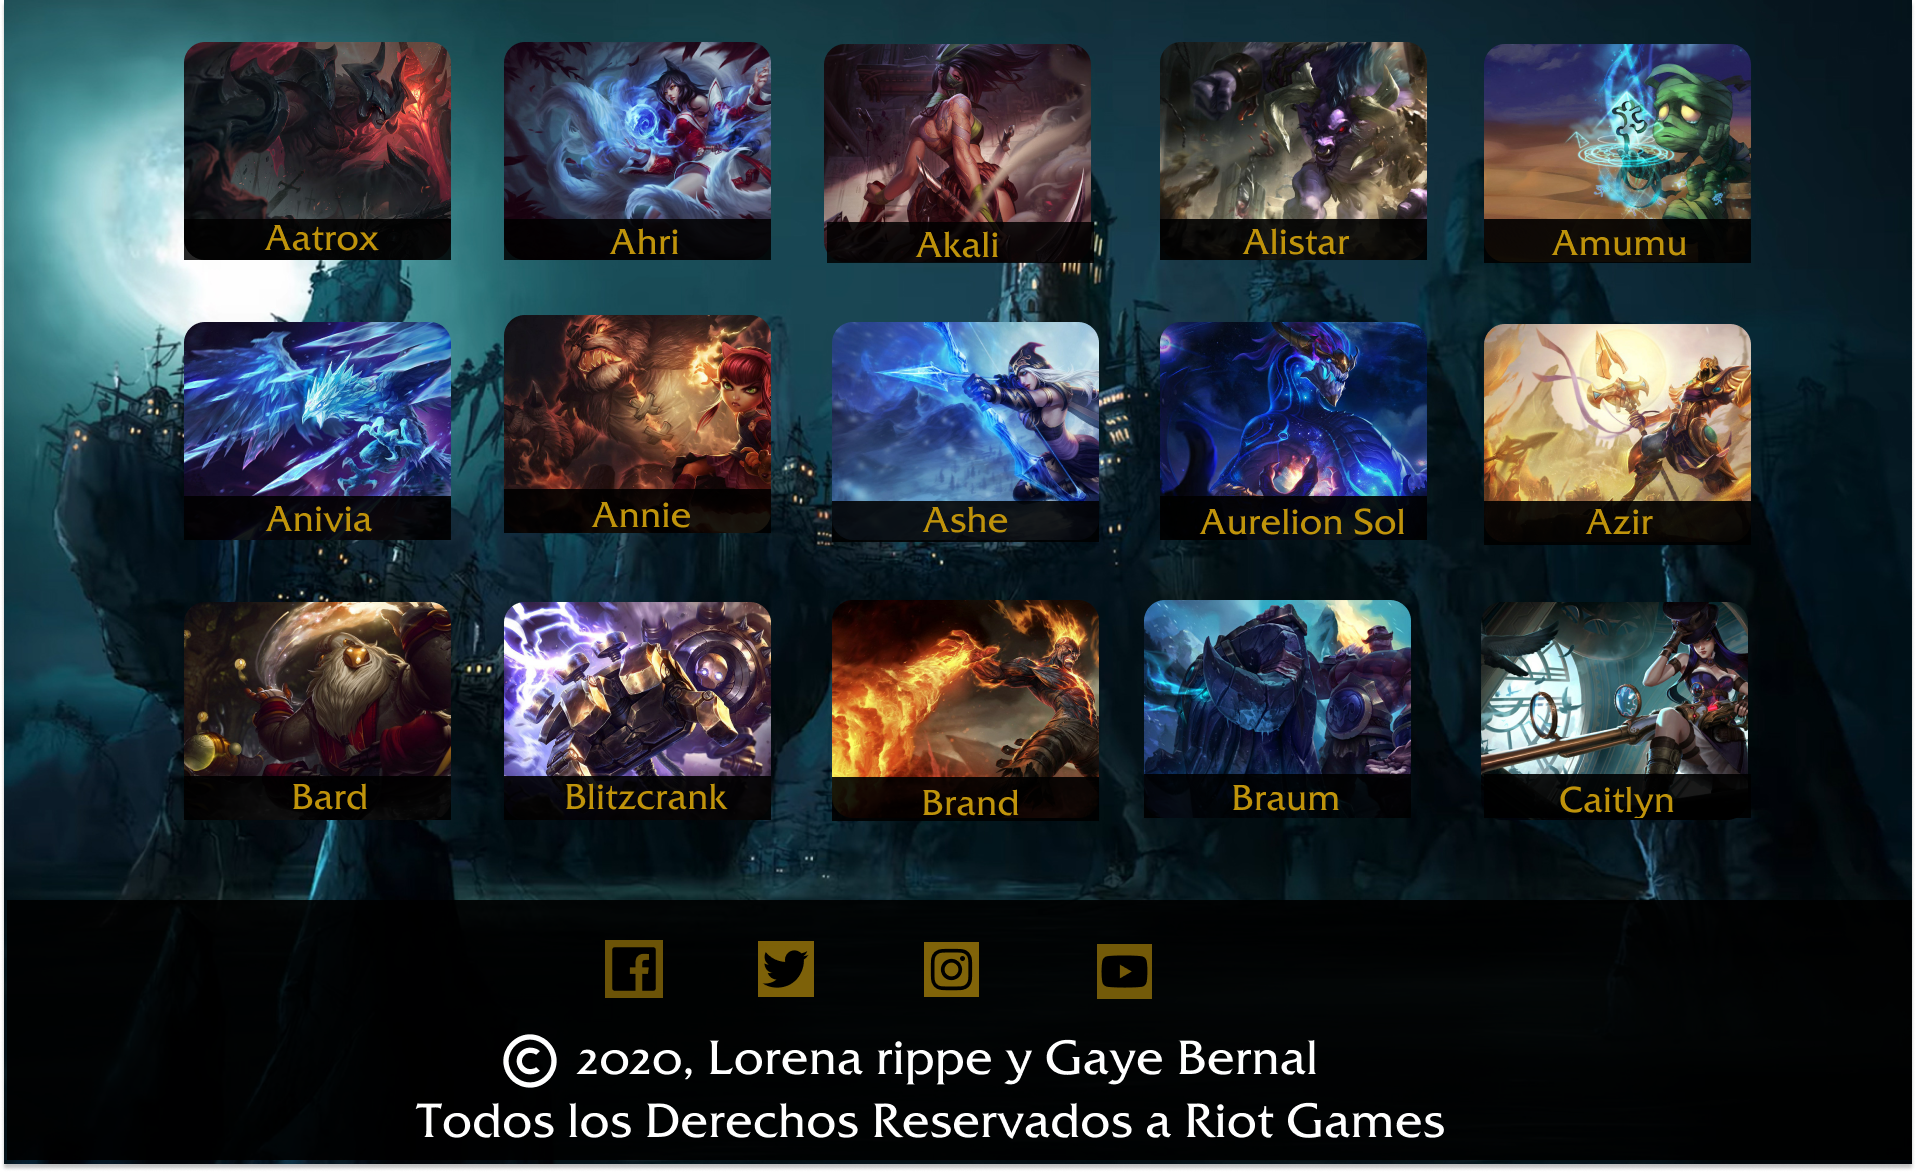 Aatrox
Ahri
Akali
Alistar
Amumu
Anivia
Annie
Ashe
Aurelion Sol
Azir
Bard
Blitzcrank
Brand
Braum
Caitlyn
© 2020, Lorena rippe y Gaye Bernal
Todos los Derechos Reservados a Riot Games